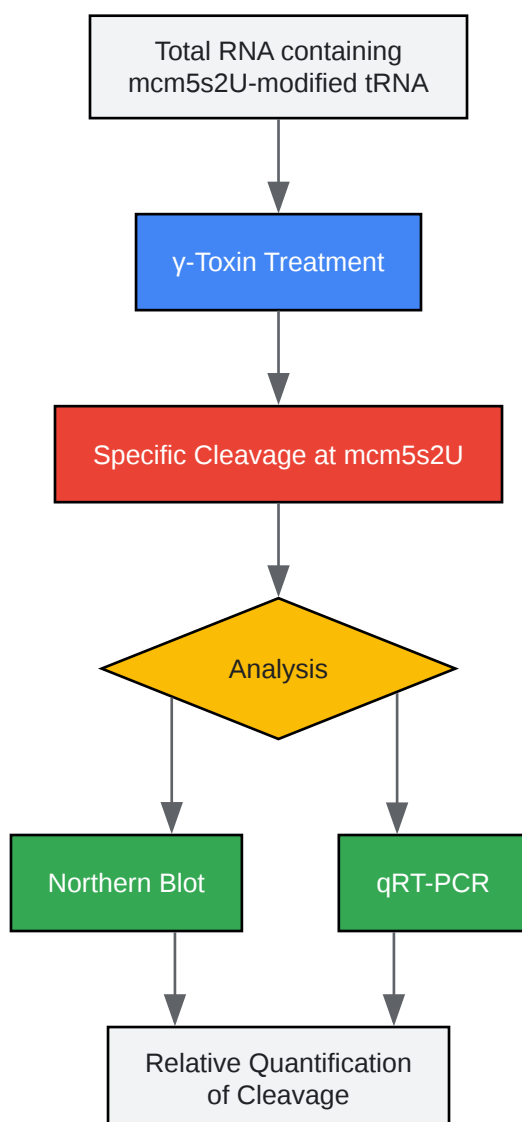 Total RNA containing
mcm5s2U-modified tRNA
γ-Toxin Treatment
Specific Cleavage at mcm5s2U
Analysis
Northern Blot
qRT-PCR
Relative Quantification
of Cleavage